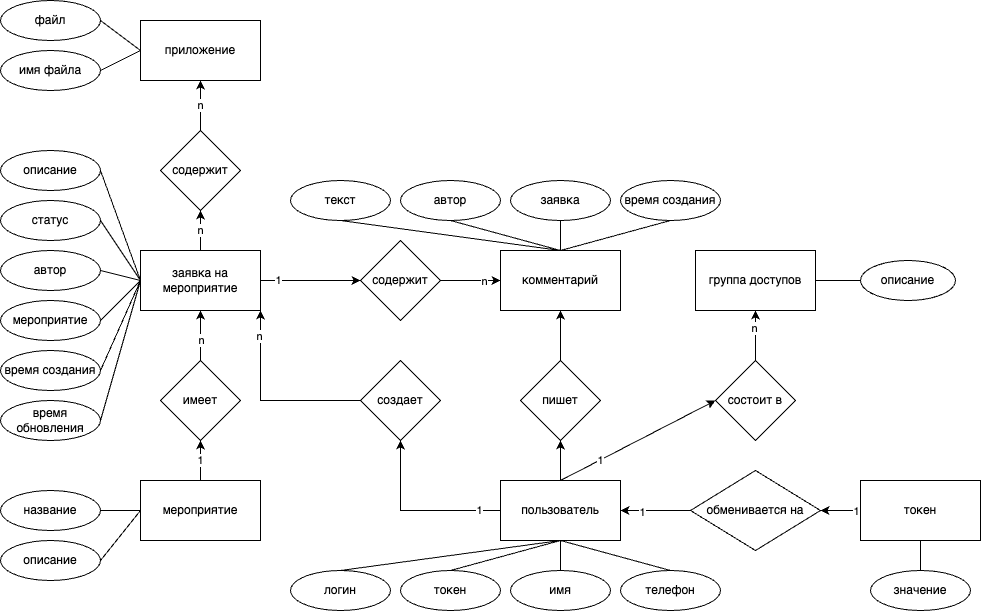 файл
приложение
имя файла
n
содержит
описание
n
текст
автор
заявка
время создания
статус
автор
заявка на
мероприятие
1
содержит
n
комментарий
группа доступов
описание
мероприятие
n
n
n
время создания
имеет
создает
пишет
состоит в
время
обновления
1
1
название
мероприятие
1
пользователь
1
обменивается на
1
токен
описание
логин
токен
имя
телефон
значение